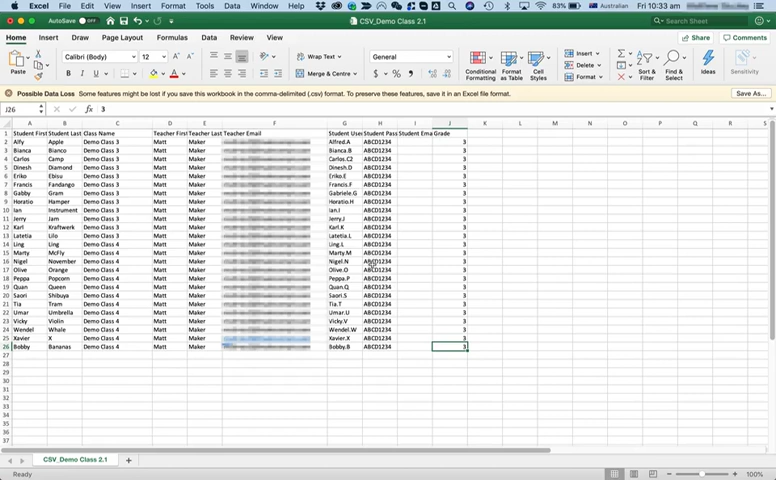 Excel File Edit View Insert Format Tools Data Window Help 83% Australian Fri 10:33 am
AutoSave OFF CSV_Demo Class 2.1 Search Sheet
Home Insert Draw Page Layout Formulas Data Review View Share Comments
Paste Calibri (Body) 12 Wrap Text General Insert
B I U Merge & Centre $ % Conditional Formatting Format Table Cell Styles Delete Format Sort & Filter Find & Select Ideas Sensitivity
Possible Data Loss Some features might be lost if you save this workbook in the comma-delimited (.csv) format. To preserve these features, save it in an Excel file format. Save As...
J26 fx 3
A B C D E F G H I J K L M N O P Q R S
1 Student First Student Last Class Name Teacher First Teacher Last Teacher Email Student User Student Pass Student Ema Grade
2 Alfy Apple Demo Class 3 Matt Maker Alfred.A ABCD1234 3
3 Bianca Bianco Demo Class 3 Matt Maker Bianca.B ABCD1234 3
4 Carlos Camp Demo Class 3 Matt Maker Carlos.C2 ABCD1234 3
5 Dinesh Diamond Demo Class 3 Matt Maker Dinesh.D ABCD1234 3
6 Eriko Ebisu Demo Class 3 Matt Maker Eriko.E ABCD1234 3
7 Francis Fandango Demo Class 3 Matt Maker Francis.F ABCD1234 3
8 Gabby Gram Demo Class 3 Matt Maker Gabriele.G ABCD1234 3
9 Horatio Hamper Demo Class 3 Matt Maker Horatio.H ABCD1234 3
10 Ian Instrument Demo Class 3 Matt Maker Ian.I ABCD1234 3
11 Jerry Jam Demo Class 3 Matt Maker Jerry.J ABCD1234 3
12 Karl Kraftwerk Demo Class 3 Matt Maker Karl.K ABCD1234 3
13 Latetia Lilo Demo Class 3 Matt Maker Latetia.L ABCD1234 3
14 Ling Ling Demo Class 4 Matt Maker Ling.L ABCD1234 3
15 Marty McFly Demo Class 4 Matt Maker Marty.M ABCD1234 3
16 Nigel November Demo Class 4 Matt Maker Nigel.N ABCD1234 3
17 Olive Orange Demo Class 4 Matt Maker Olive.O ABCD1234 3
18 Peppa Popcorn Demo Class 4 Matt Maker Peppa.P ABCD1234 3
19 Quan Queen Demo Class 4 Matt Maker Quan.Q ABCD1234 3
20 Saori Shibuya Demo Class 4 Matt Maker Saori.S ABCD1234 3
21 Tia Tram Demo Class 4 Matt Maker Tia.T ABCD1234 3
22 Umar Umbrella Demo Class 4 Matt Maker Umar.U ABCD1234 3
23 Vicky Violin Demo Class 4 Matt Maker Vicky.V ABCD1234 3
24 Wendel Whale Demo Class 4 Matt Maker Wendel.W ABCD1234 3
25 Xavier X Demo Class 4 Matt Maker Xavier.X ABCD1234 3
26 Bobby Bananas Demo Class 4 Matt Maker Bobby.B ABCD1234 3
27
28
29
30
31
32
33
34
35
36
37
CSV_Demo Class 2.1 +
Ready 100%